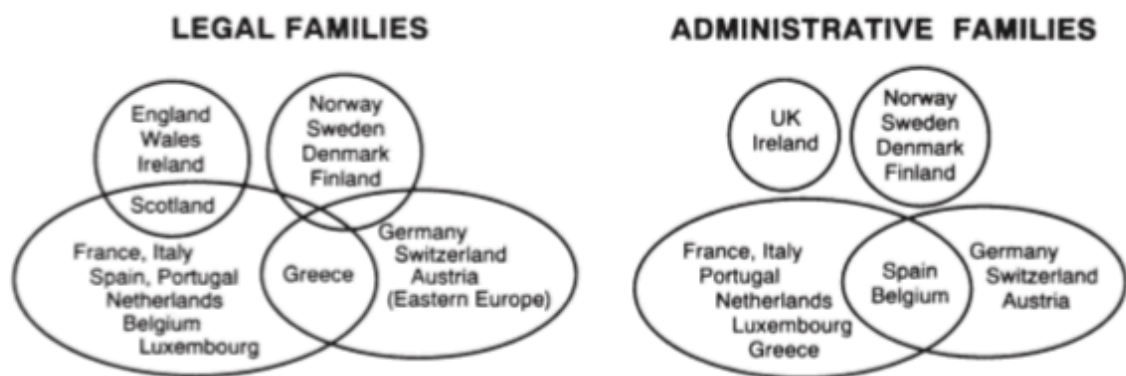 LEGAL FAMILIES
England
Wales
Ireland
Scotland
Norway
Sweden
Denmark
Finland
France, Italy
Spain, Portugal
Netherlands
Belgium
Luxembourg
Greece
Germany
Switzerland
Austria
(Eastern Europe)
ADMINISTRATIVE FAMILIES
UK
Ireland
Norway
Sweden
Denmark
Finland
France, Italy
Portugal
Netherlands
Luxembourg
Greece
Spain
Belgium
Germany
Switzerland
Austria